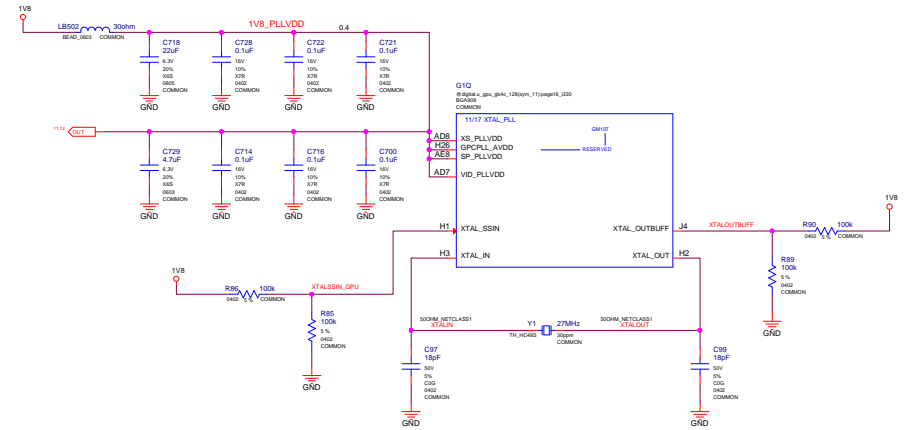 1V8
LB502 30ohm
BEAD_0603 COMMON
1V8_PLLVDD
0.4
C718
22uF
6.3V
20%
X6S
0805
COMMON
GND
C728
0.1uF
16V
10%
X7R
0402
COMMON
GND
C722
0.1uF
16V
10%
X7R
0402
COMMON
GND
C721
0.1uF
16V
10%
X7R
0402
COMMON
GND
11,12 OUT
C729
4.7uF
6.3V
20%
X6S
0603
COMMON
GND
C714
0.1uF
16V
10%
X7R
0402
COMMON
GND
C716
0.1uF
16V
10%
X7R
0402
COMMON
GND
C700
0.1uF
16V
10%
X7R
0402
COMMON
GND
G1Q
@digital.u_gpu_gb4c_128(sym_11):page16_i330
BGA908
COMMON
11/17 XTAL_PLL
GM107
RESERVED
AD8 XS_PLLVDD
H26 GPCPLL_AVDD
AE8 SP_PLLVDD
AD7 VID_PLLVDD
H1 XTAL_SSIN
H3 XTAL_IN
XTAL_OUTBUFF J4
XTAL_OUT H2
XTALOUTBUFF
1V8
R90 100k
0402 5 % COMMON
R89
100k
5 %
0402
COMMON
GND
1V8
R86 100k
0402 5 % COMMON
XTALSSIN_GPU
R85
100k
5 %
0402
COMMON
GND
50OHM_NETCLASS1
XTALIN
Y1 27MHz
TH_HC49S 30ppm
COMMON
50OHM_NETCLASS1
XTALOUT
C97
18pF
50V
5%
C0G
0402
COMMON
GND
C99
18pF
50V
5%
C0G
0402
COMMON
GND